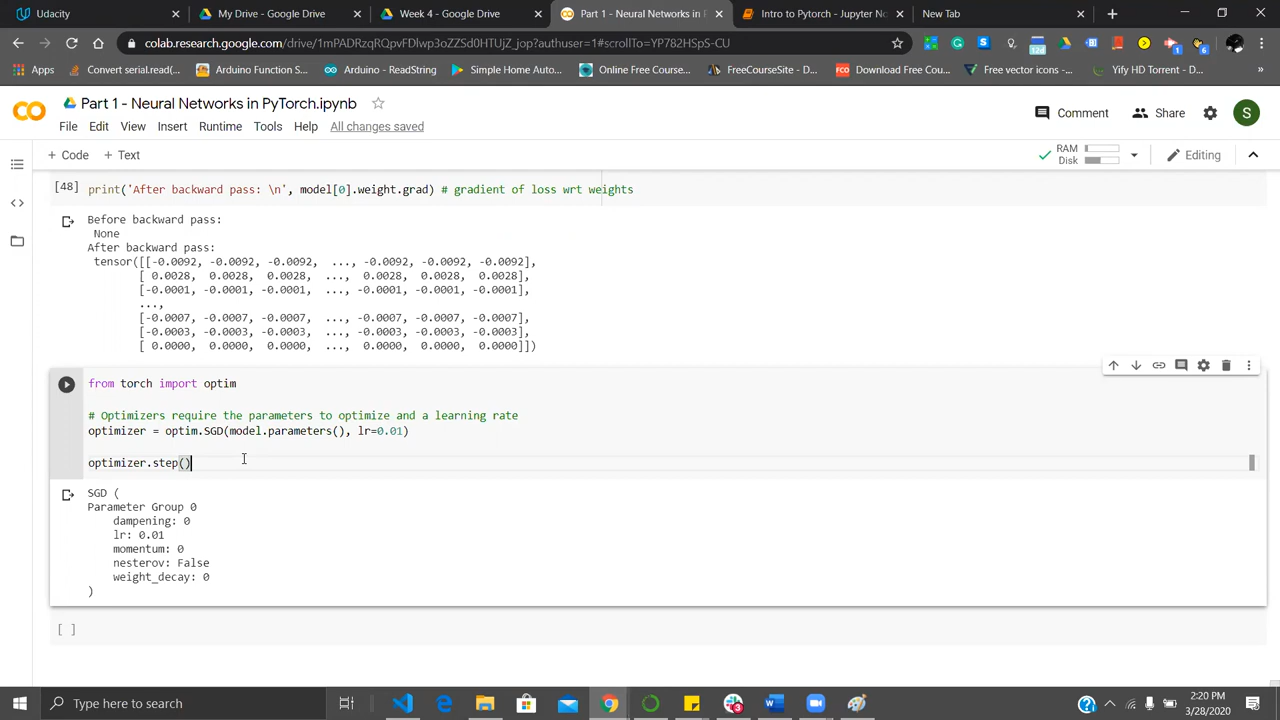 Udacity
My Drive - Google Drive
Week 4 - Google Drive
Part 1 - Neural Networks in P
Intro to Pytorch - Jupyter No
New Tab
colab.research.google.com/drive/1mPADRzqRQpvFDlwp3oZZSd0HTUjZ_jop?authuser=1#scrollTo=YP782HSpS-CU
Apps
Convert serial.read(...
Arduino Function S...
Arduino - ReadString
Simple Home Auto...
Online Free Course...
FreeCourseSite - D...
Download Free Cou...
Free vector icons -...
Yify HD Torrent - D...
Part 1 - Neural Networks in PyTorch.ipynb
Comment
Share
S
File Edit View Insert Runtime Tools Help All changes saved
+ Code + Text
RAM
Disk
Editing
[48] print('After backward pass: \n', model[0].weight.grad) # gradient of loss wrt weights
Before backward pass:
None
After backward pass:
tensor([[-0.0092, -0.0092, -0.0092, ..., -0.0092, -0.0092, -0.0092],
[ 0.0028, 0.0028, 0.0028, ..., 0.0028, 0.0028, 0.0028],
[-0.0001, -0.0001, -0.0001, ..., -0.0001, -0.0001, -0.0001],
...,
[-0.0007, -0.0007, -0.0007, ..., -0.0007, -0.0007, -0.0007],
[-0.0003, -0.0003, -0.0003, ..., -0.0003, -0.0003, -0.0003],
[ 0.0000, 0.0000, 0.0000, ..., 0.0000, 0.0000, 0.0000]])
from torch import optim
# Optimizers require the parameters to optimize and a learning rate
optimizer = optim.SGD(model.parameters(), lr=0.01)
optimizer.step()
SGD (
Parameter Group 0
dampening: 0
lr: 0.01
momentum: 0
nesterov: False
weight_decay: 0
)
[ ]
Type here to search
2:20 PM
3/28/2020